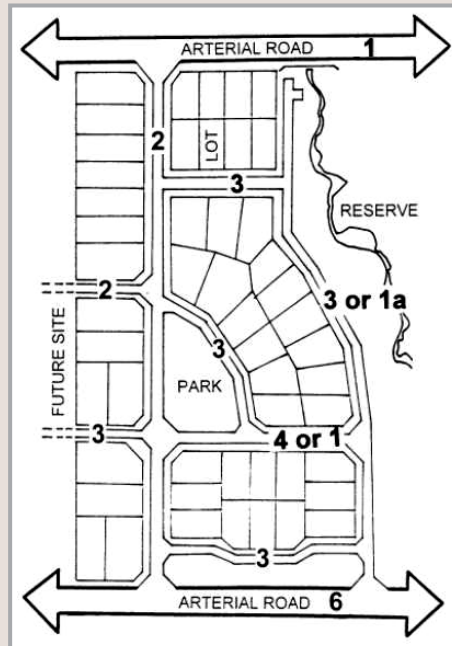 ARTERIAL ROAD 1
2
LOT
3
RESERVE
2
3 or 1a
3
FUTURE SITE
PARK
3
4 or 1
3
ARTERIAL ROAD 6